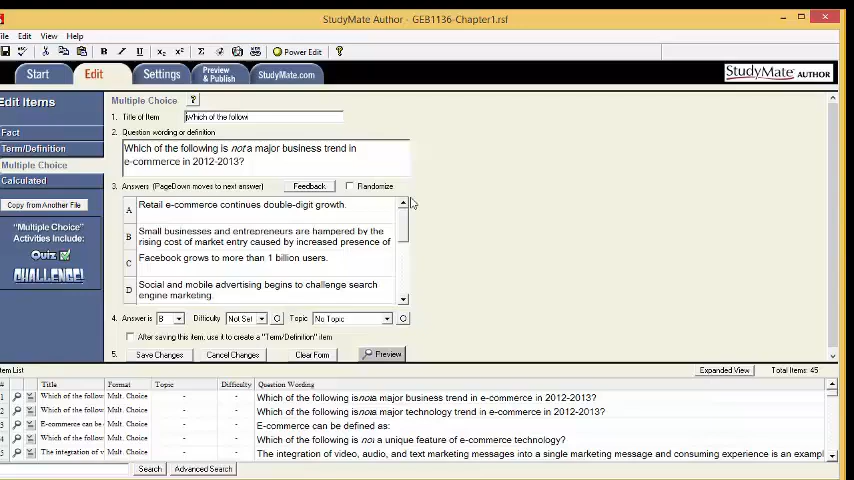 StudyMate Author - GEB1136-Chapter1.rsf
File Edit View Help
B I U x₂ x² Σ Power Edit ?
Start Edit Settings Preview & Publish StudyMate.com StudyMate AUTHOR
Edit Items
Fact
Term/Definition
Multiple Choice
Calculated
Copy from Another File
"Multiple Choice"
Activities Include:
Quiz
CHALLENGE!
Multiple Choice ?
1. Title of Item Which of the followi
2. Question wording or definition
Which of the following is not a major business trend in
e-commerce in 2012-2013?
3. Answers (PageDown moves to next answer) Feedback Randomize
A Retail e-commerce continues double-digit growth.
B Small businesses and entrepreneurs are hampered by the
rising cost of market entry caused by increased presence of
C Facebook grows to more than 1 billion users.
D Social and mobile advertising begins to challenge search
engine marketing.
4. Answer is B Difficulty Not Set Topic No Topic
After saving this item, use it to create a "Term/Definition" item
5. Save Changes Cancel Changes Clear Form Preview
Item List Expanded View Total Items: 45
# Title Format Topic Difficulty Question Wording
1 Which of the follow Mult. Choice - - Which of the following is not a major business trend in e-commerce in 2012-2013?
2 Which of the follow Mult. Choice - - Which of the following is not a major technology trend in e-commerce in 2012-2013?
3 E-commerce can be Mult. Choice - - E-commerce can be defined as:
4 Which of the follow Mult. Choice - - Which of the following is not a unique feature of e-commerce technology?
5 The integration of v Mult. Choice - - The integration of video, audio, and text marketing messages into a single marketing message and consuming experience is an exampl
Search Advanced Search